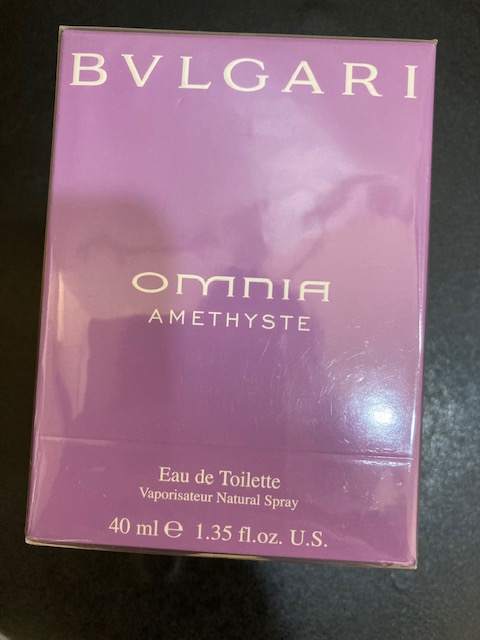 BVLGARI
OMNIA
AMETHYSTE
Eau de Toilette
Vaporisateur Natural Spray
40 ml ℮ 1.35 fl.oz. U.S.